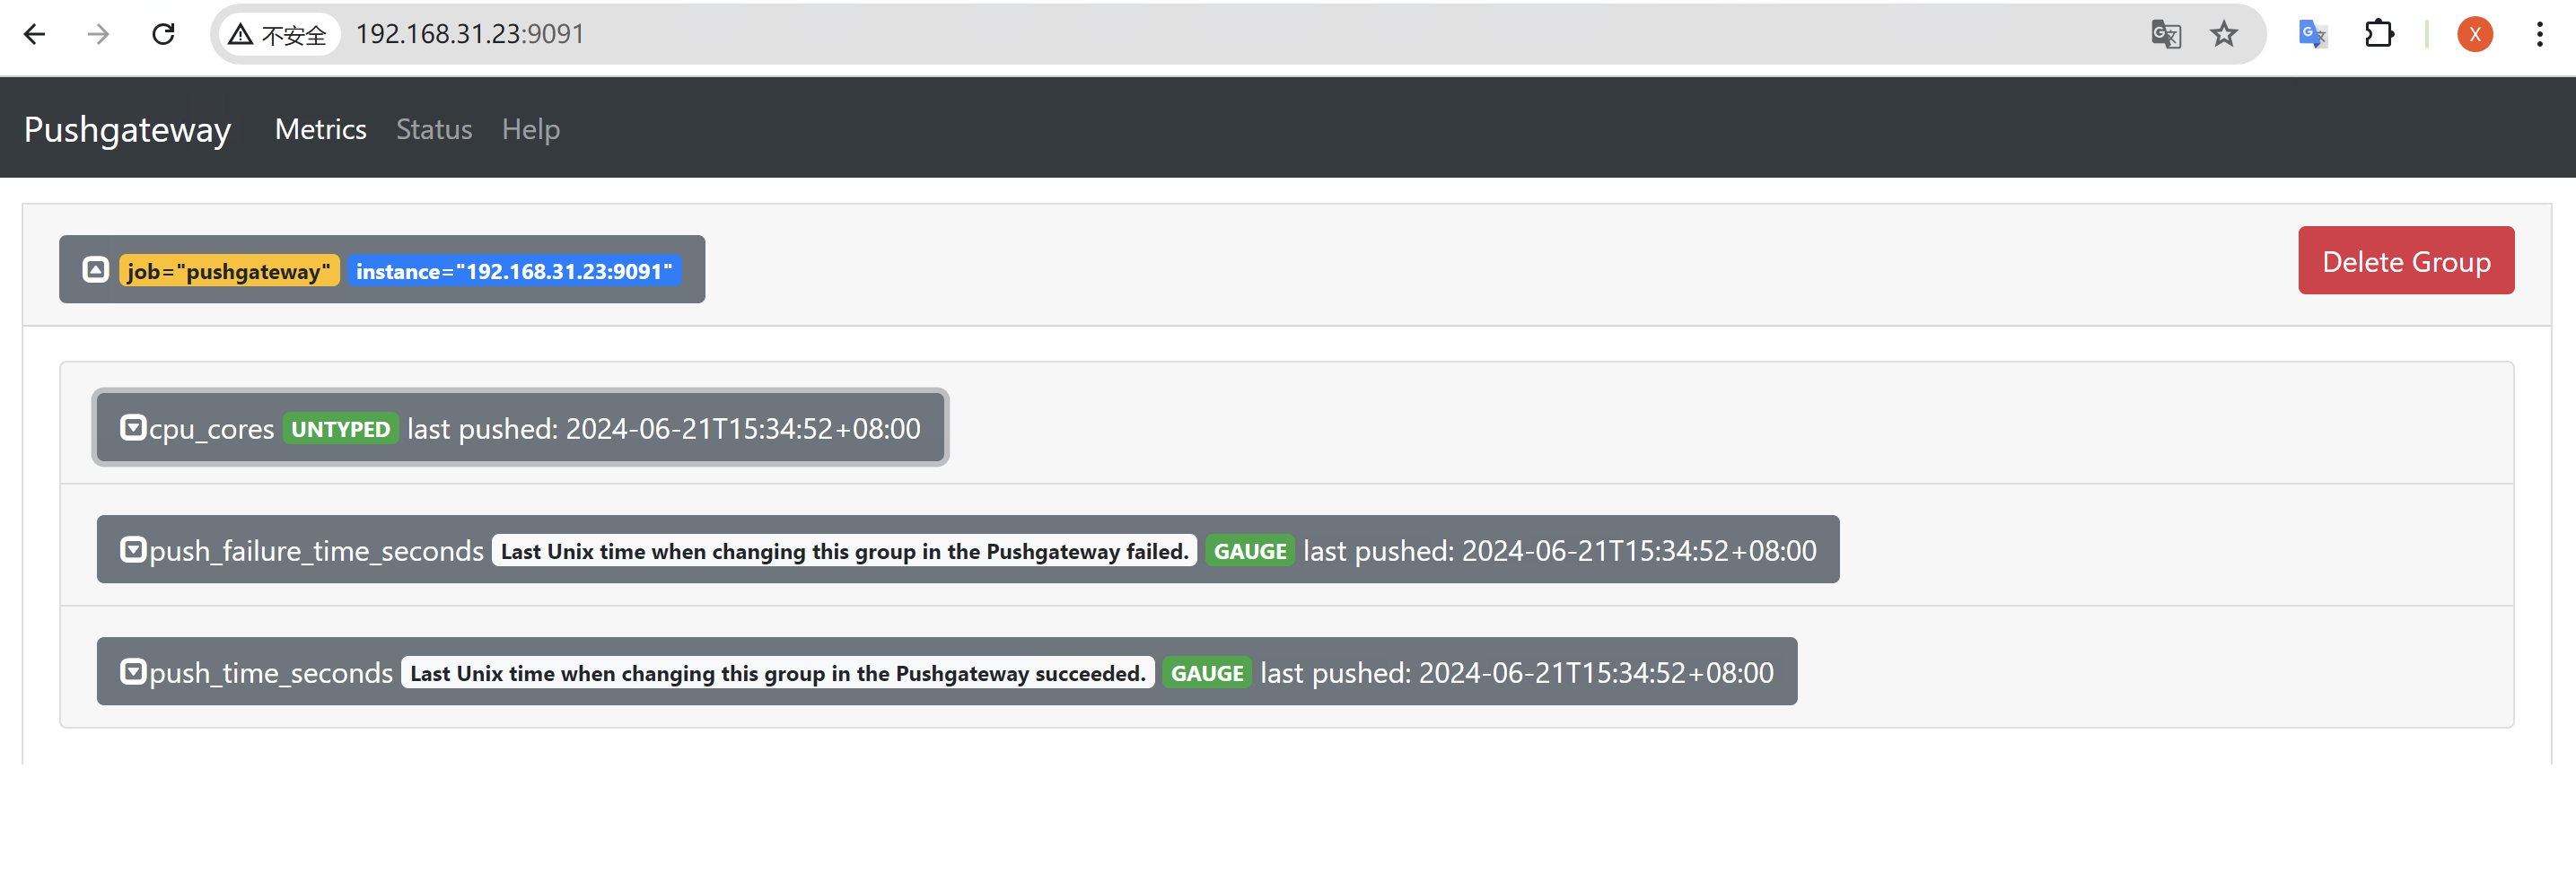 不安全 192.168.31.23:9091 X
Pushgateway Metrics Status Help
job="pushgateway" instance="192.168.31.23:9091" Delete Group
cpu_cores UNTYPED last pushed: 2024-06-21T15:34:52+08:00
push_failure_time_seconds Last Unix time when changing this group in the Pushgateway failed. GAUGE last pushed: 2024-06-21T15:34:52+08:00
push_time_seconds Last Unix time when changing this group in the Pushgateway succeeded. GAUGE last pushed: 2024-06-21T15:34:52+08:00